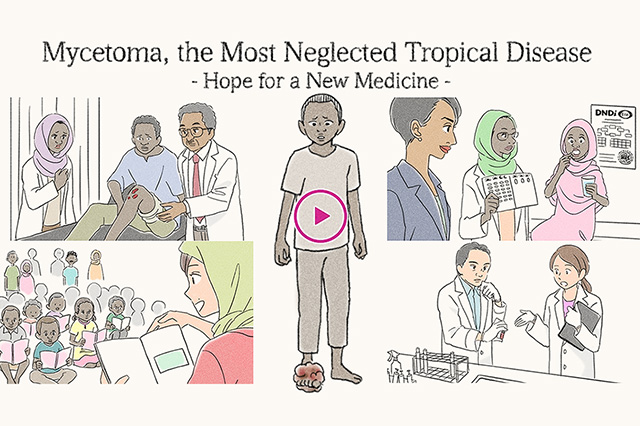 Mycetoma, the Most Neglected Tropical Disease
- Hope for a New Medicine -
DNDi